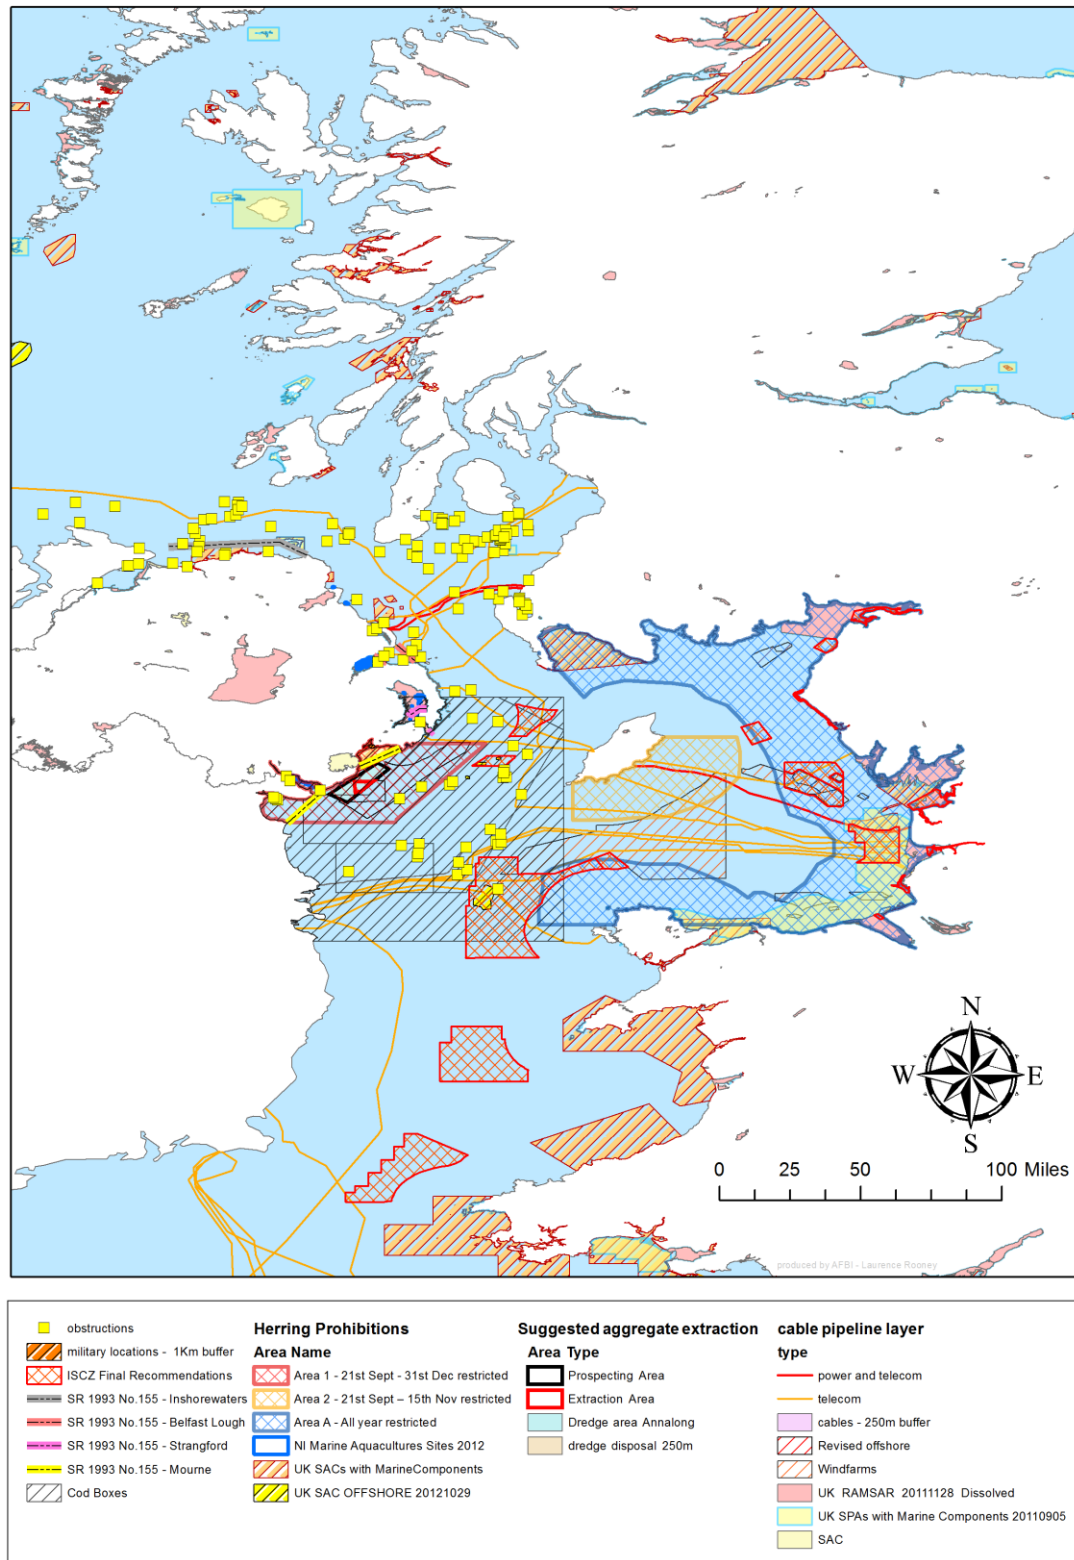 N
W
E
S
0 25 50 100 Miles
produced by AFBI - Laurence Rooney
obstructions
military locations - 1Km buffer
ISCZ Final Recommendations
SR 1993 No.155 - Inshorewaters
SR 1993 No.155 - Belfast Lough
SR 1993 No.155 - Strangford
SR 1993 No.155 - Mourne
Cod Boxes
Herring Prohibitions
Area Name
Area 1 - 21st Sept - 31st Dec restricted
Area 2 - 21st Sept – 15th Nov restricted
Area A - All year restricted
NI Marine Aquacultures Sites 2012
UK SACs with MarineComponents
UK SAC OFFSHORE 20121029
Suggested aggregate extraction
Area Type
Prospecting Area
Extraction Area
Dredge area Annalong
dredge disposal 250m
cable pipeline layer
type
power and telecom
telecom
cables - 250m buffer
Revised offshore
Windfarms
UK RAMSAR 20111128 Dissolved
UK SPAs with Marine Components 20110905
SAC